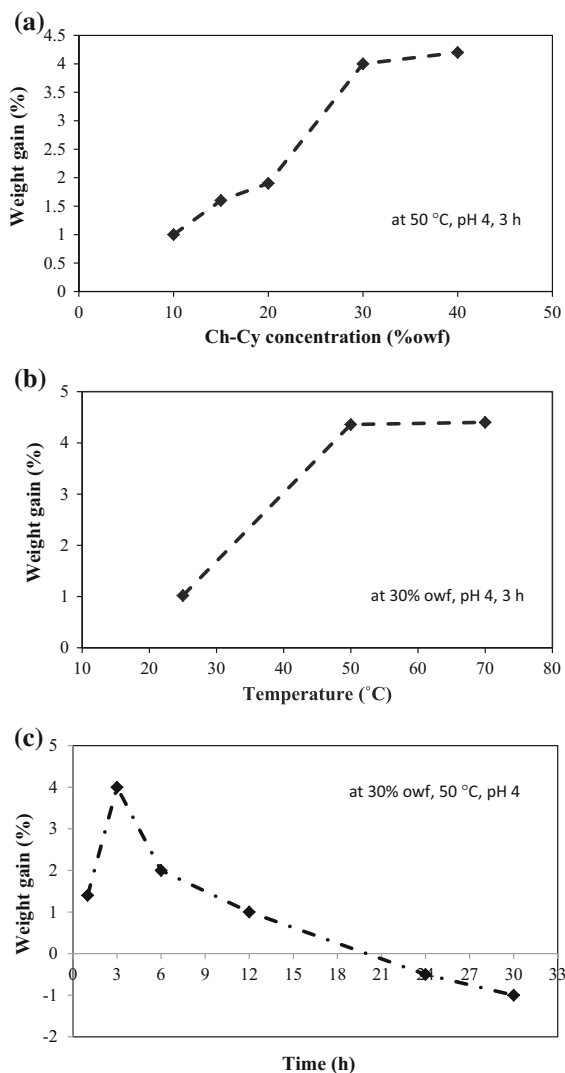 (a)
4.5
4
3.5
3
2.5
2
1.5
1
0.5
0
Weight gain (%)
at 50 °C, pH 4, 3 h
0 10 20 30 40 50
Ch-Cy concentration (%owf)
(b)
5
4
3
2
1
0
Weight gain (%)
at 30% owf, pH 4, 3 h
10 20 30 40 50 60 70 80
Temperature (˚C)
(c)
5
4
3
2
1
0
-1
-2
Weight gain (%)
at 30% owf, 50 °C, pH 4
0 3 6 9 12 15 18 21 24 27 30 33
Time (h)